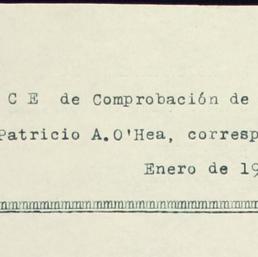 C E de Comprobación de
Patricio A. O'Hea, corresp
Enero de 19